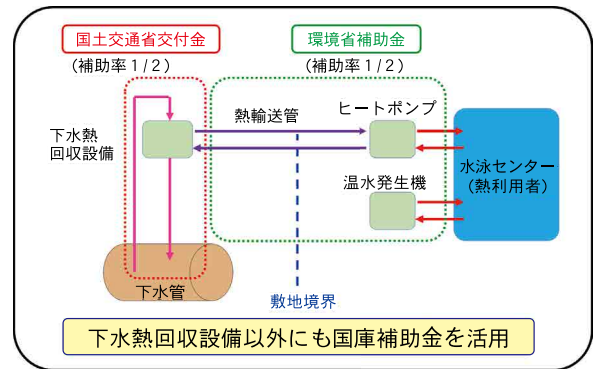 国土交通省交付金
(補助率１/２)
環境省補助金
(補助率１/２)
下水熱
回収設備
熱輸送管
ヒートポンプ
温水発生機
水泳センター
(熱利用者)
下水管
敷地境界
下水熱回収設備以外にも国庫補助金を活用